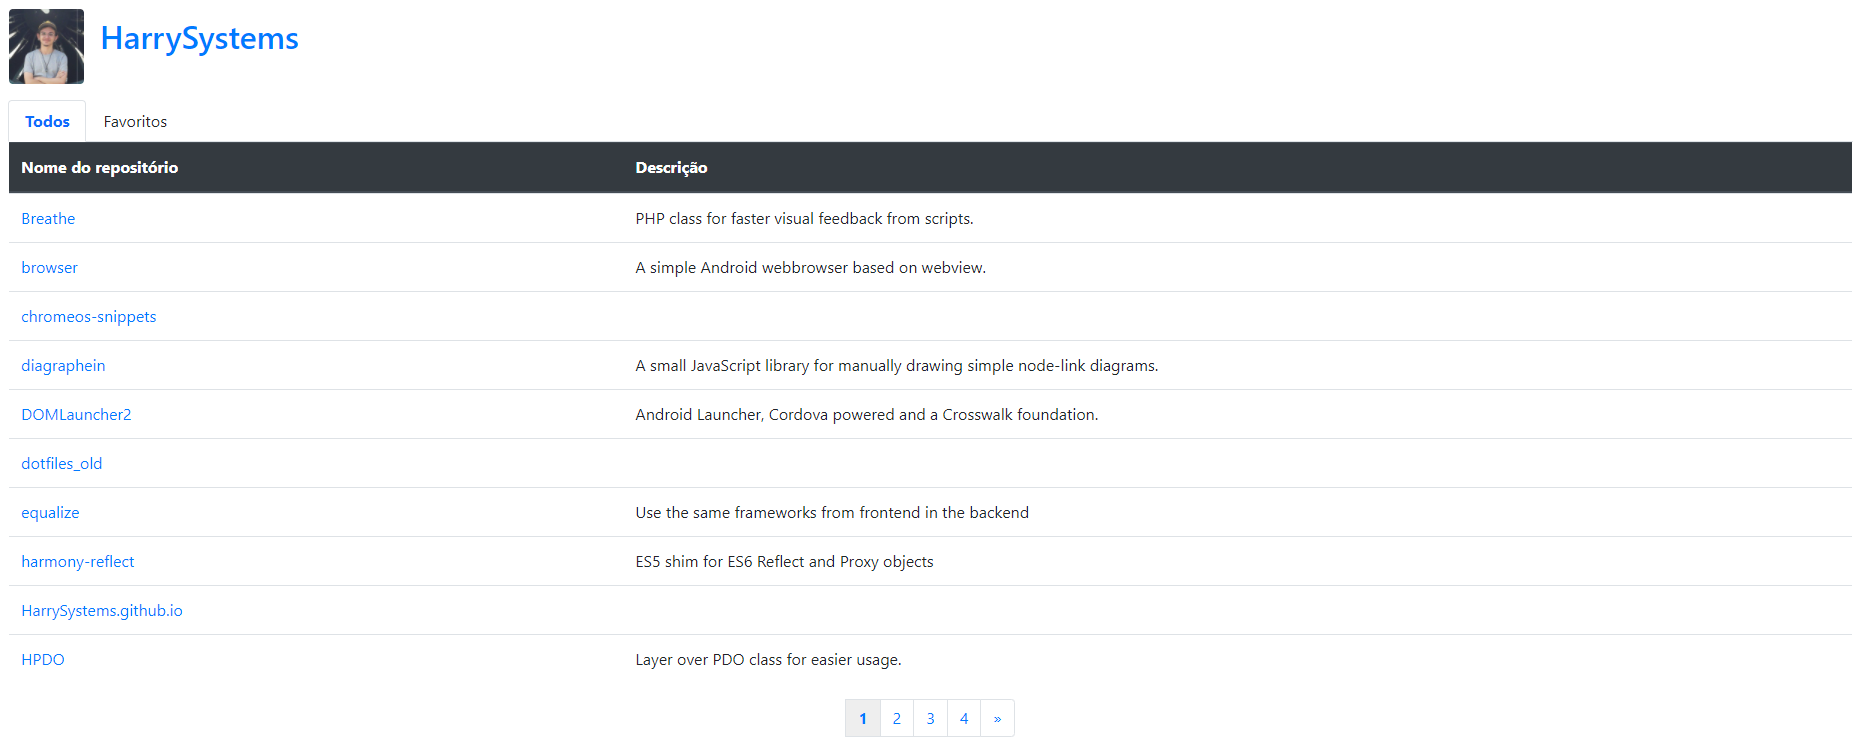 HarrySystems
Todos Favoritos
Nome do repositório Descrição
Breathe PHP class for faster visual feedback from scripts.
browser A simple Android webbrowser based on webview.
chromeos-snippets
diagraphein A small JavaScript library for manually drawing simple node-link diagrams.
DOMLauncher2 Android Launcher, Cordova powered and a Crosswalk foundation.
dotfiles_old
equalize Use the same frameworks from frontend in the backend
harmony-reflect ES5 shim for ES6 Reflect and Proxy objects
HarrySystems.github.io
HPDO Layer over PDO class for easier usage.
1 2 3 4 »